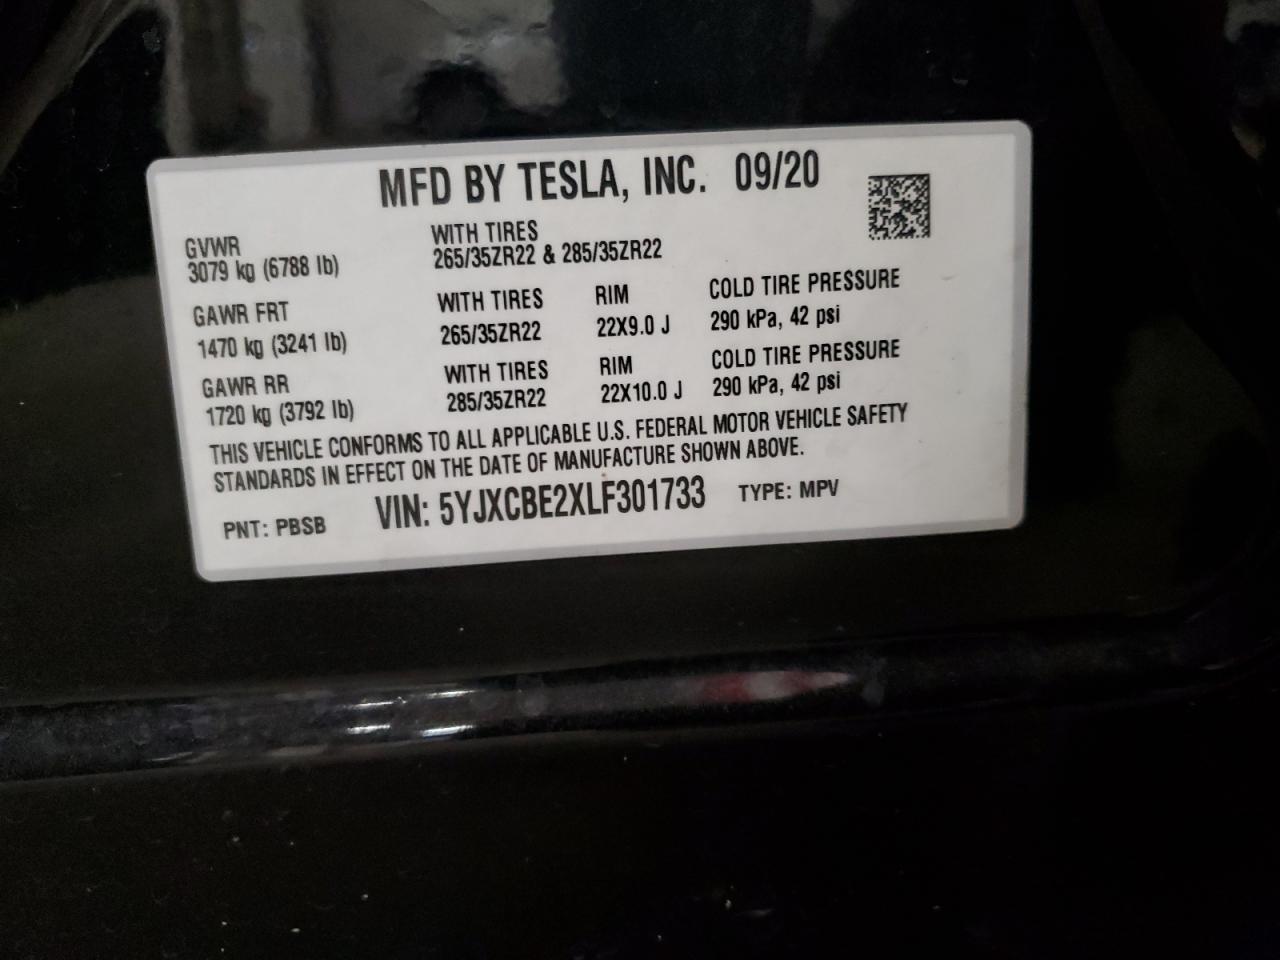 MFD BY TESLA, INC. 09/20
GVWR
3079 kg (6788 lb)
WITH TIRES
265/35ZR22 & 285/35ZR22
GAWR FRT WITH TIRES RIM COLD TIRE PRESSURE
1470 kg (3241 lb) 265/35ZR22 22X9.0 J 290 kPa, 42 psi
GAWR RR WITH TIRES RIM COLD TIRE PRESSURE
1720 kg (3792 lb) 285/35ZR22 22X10.0 J 290 kPa, 42 psi
THIS VEHICLE CONFORMS TO ALL APPLICABLE U.S. FEDERAL MOTOR VEHICLE SAFETY
STANDARDS IN EFFECT ON THE DATE OF MANUFACTURE SHOWN ABOVE.
PNT: PBSB VIN: 5YJXCBE2XLF301733 TYPE: MPV